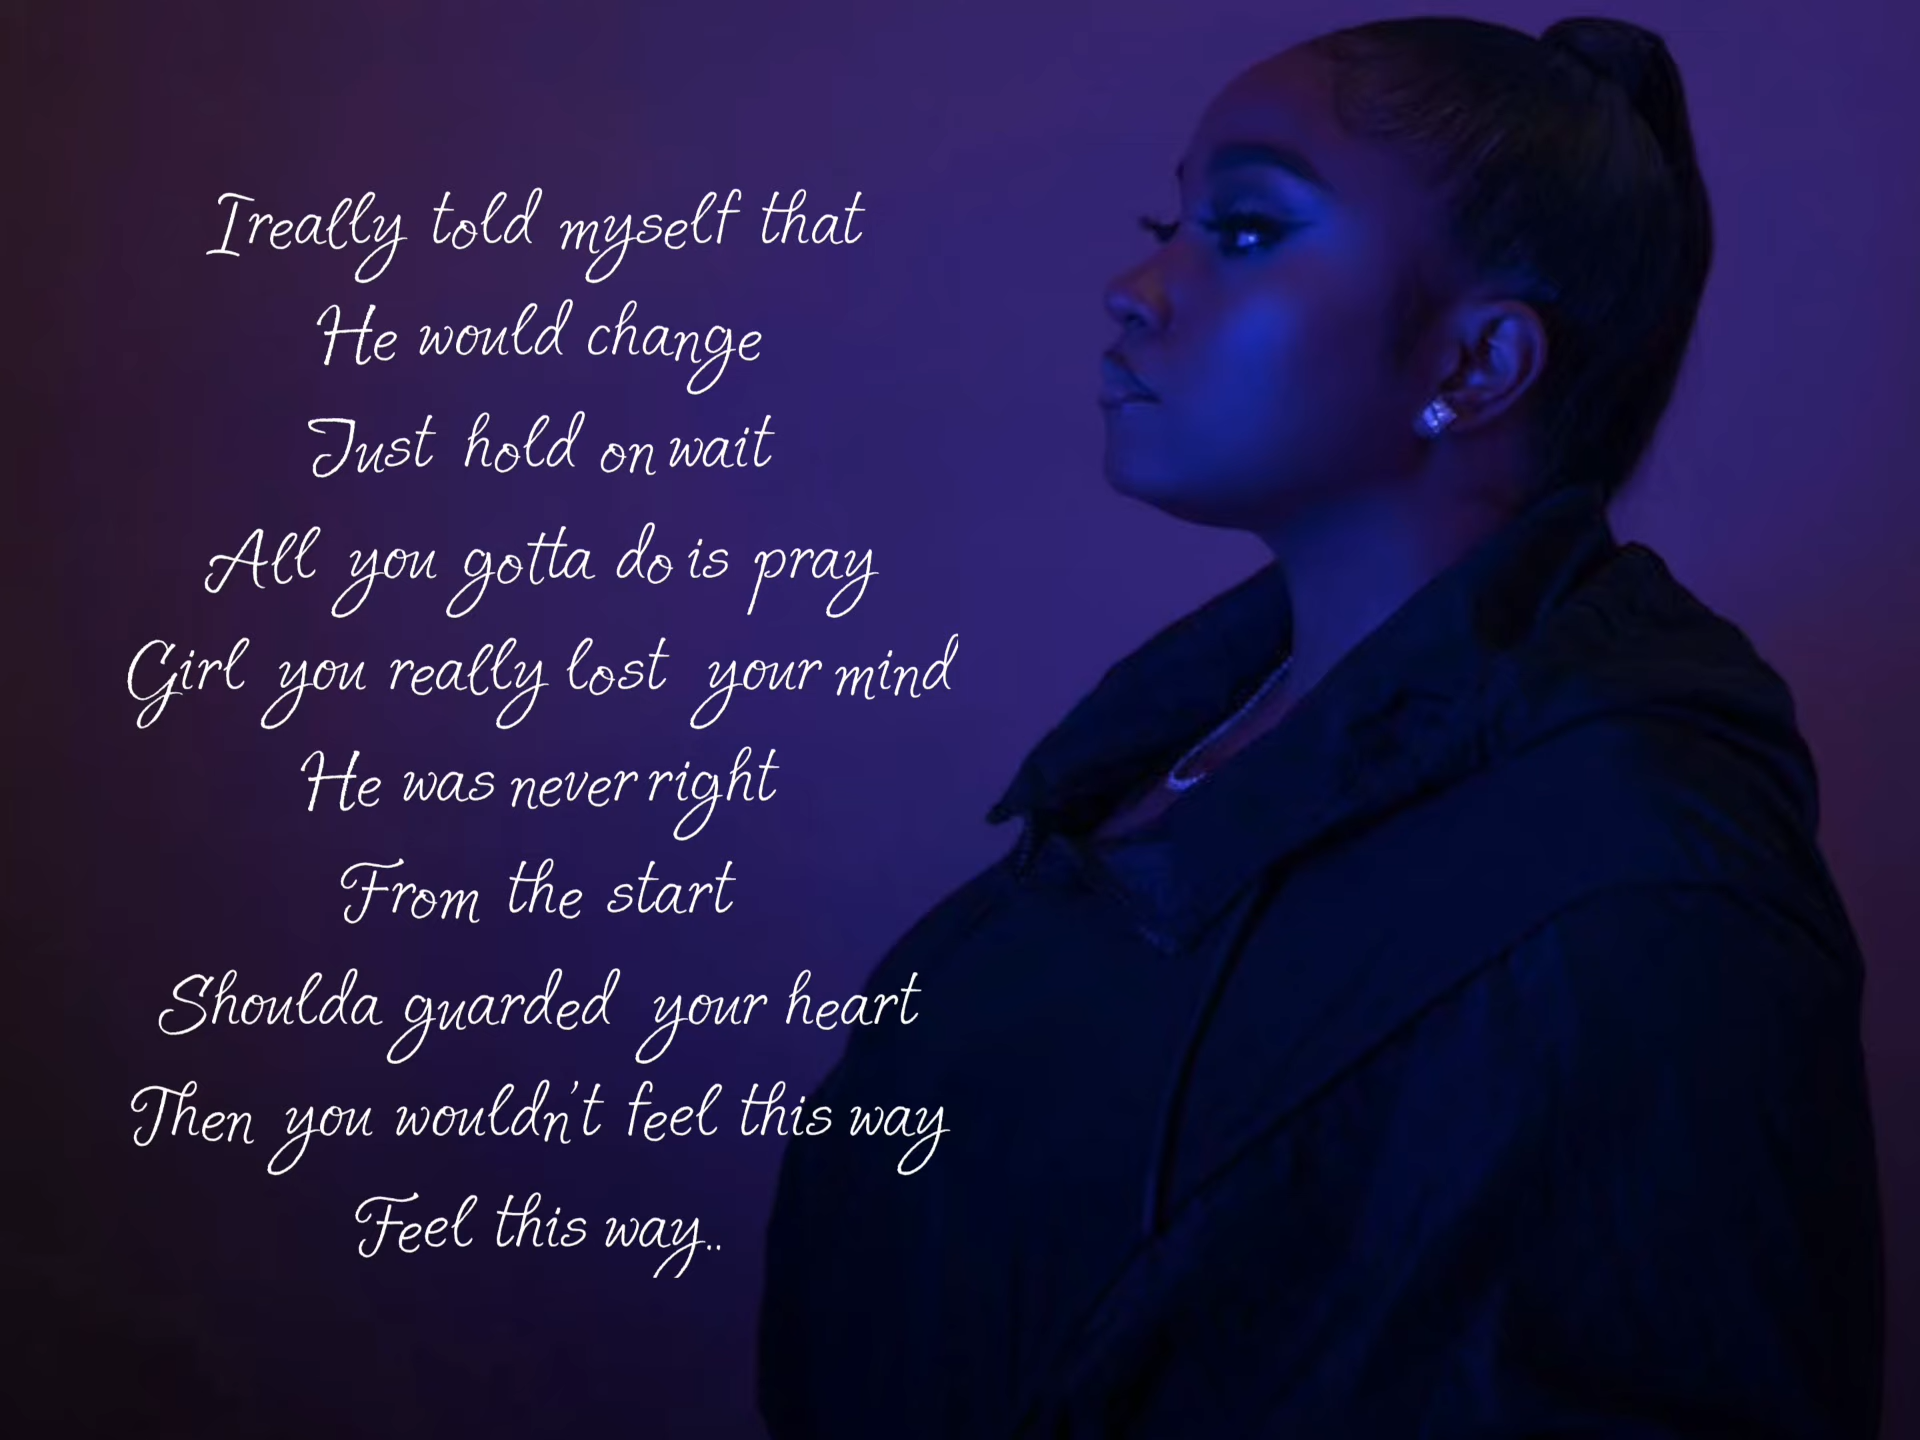 I really told myself that
He would change
Just hold on wait
All you gotta do is pray
Girl you really lost your mind
He was never right
From the start
Shoulda guarded your heart
Then you wouldn't feel this way
Feel this way..